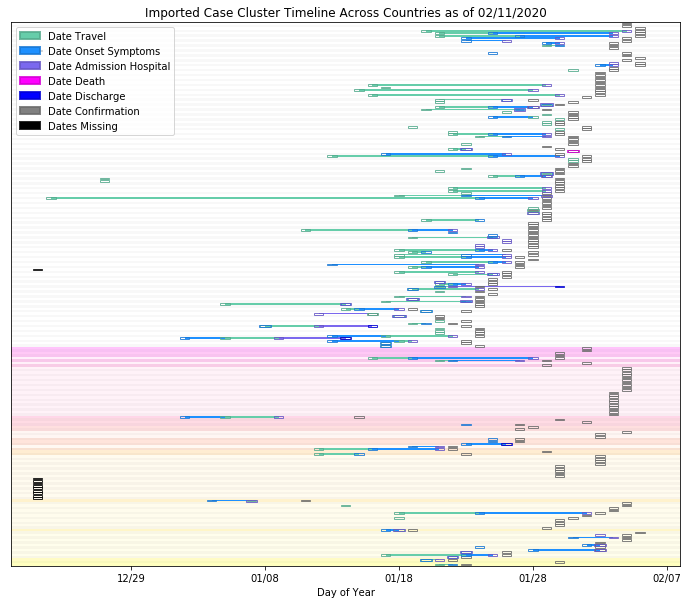 Imported Case Cluster Timeline Across Countries as of 02/11/2020
Date Travel
Date Onset Symptoms
Date Admission Hospital
Date Death
Date Discharge
Date Confirmation
Dates Missing
12/29 01/08 01/18 01/28 02/07
Day of Year